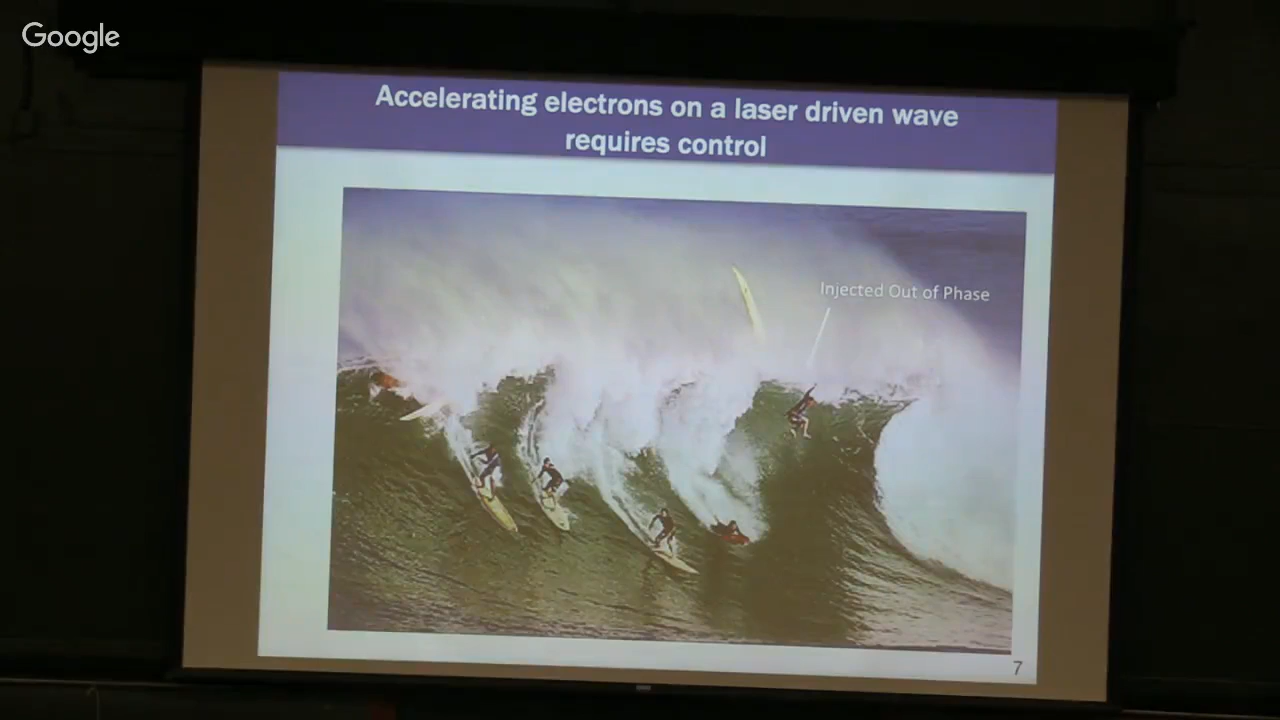 Google
Accelerating electrons on a laser driven wave
requires control
Injected Out of Phase
7